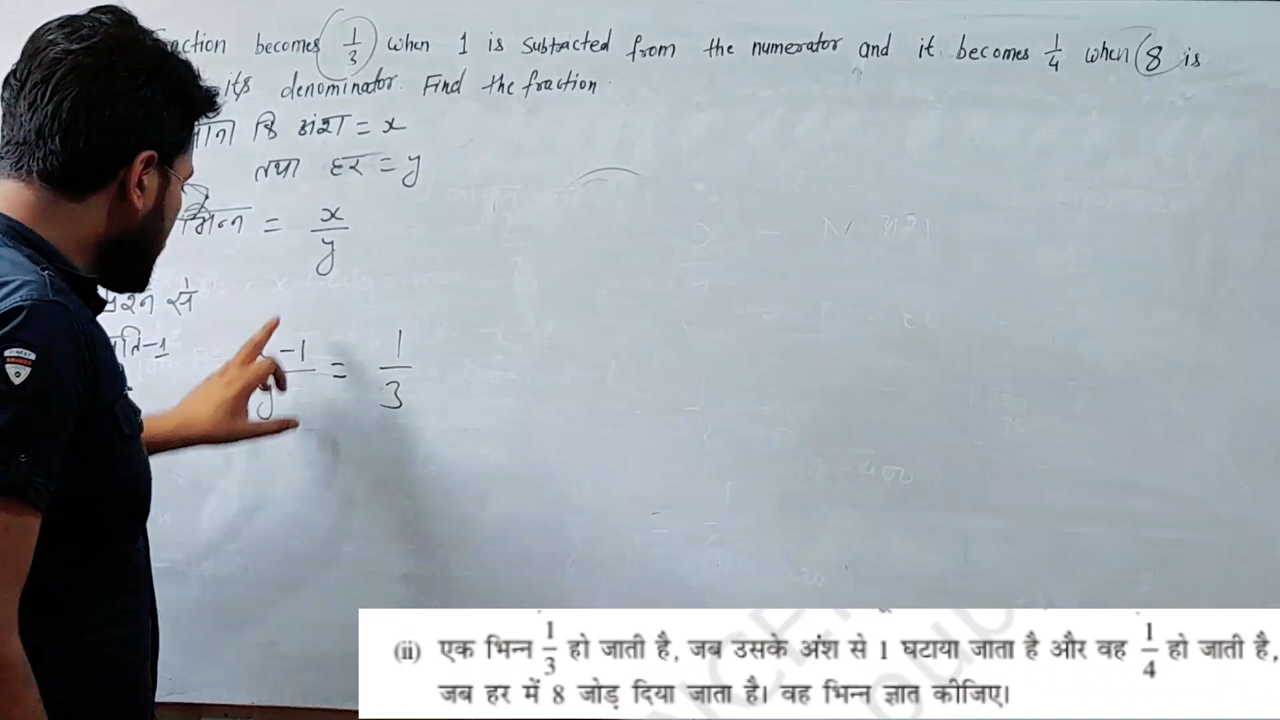 fraction becomes 1/3 when 1 is subtracted from the numerator and it becomes 1/4 when 8 is
its denominator. Find the fraction.
माना कि अंश = x
तथा हर = y
भिन्न = x/y
प्रश्न से
-1/y = 1/3
(ii) एक भिन्न 1/3 हो जाती है, जब उसके अंश से 1 घटाया जाता है और वह 1/4 हो जाती है,
जब हर में 8 जोड़ दिया जाता है। वह भिन्न ज्ञात कीजिए।